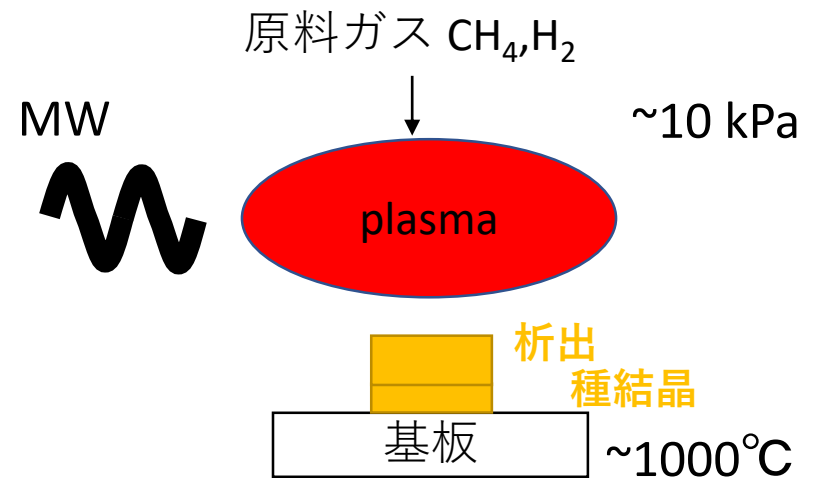 原料ガス CH₄,H₂
MW
~10 kPa
plasma
析出
種結晶
基板
~1000℃